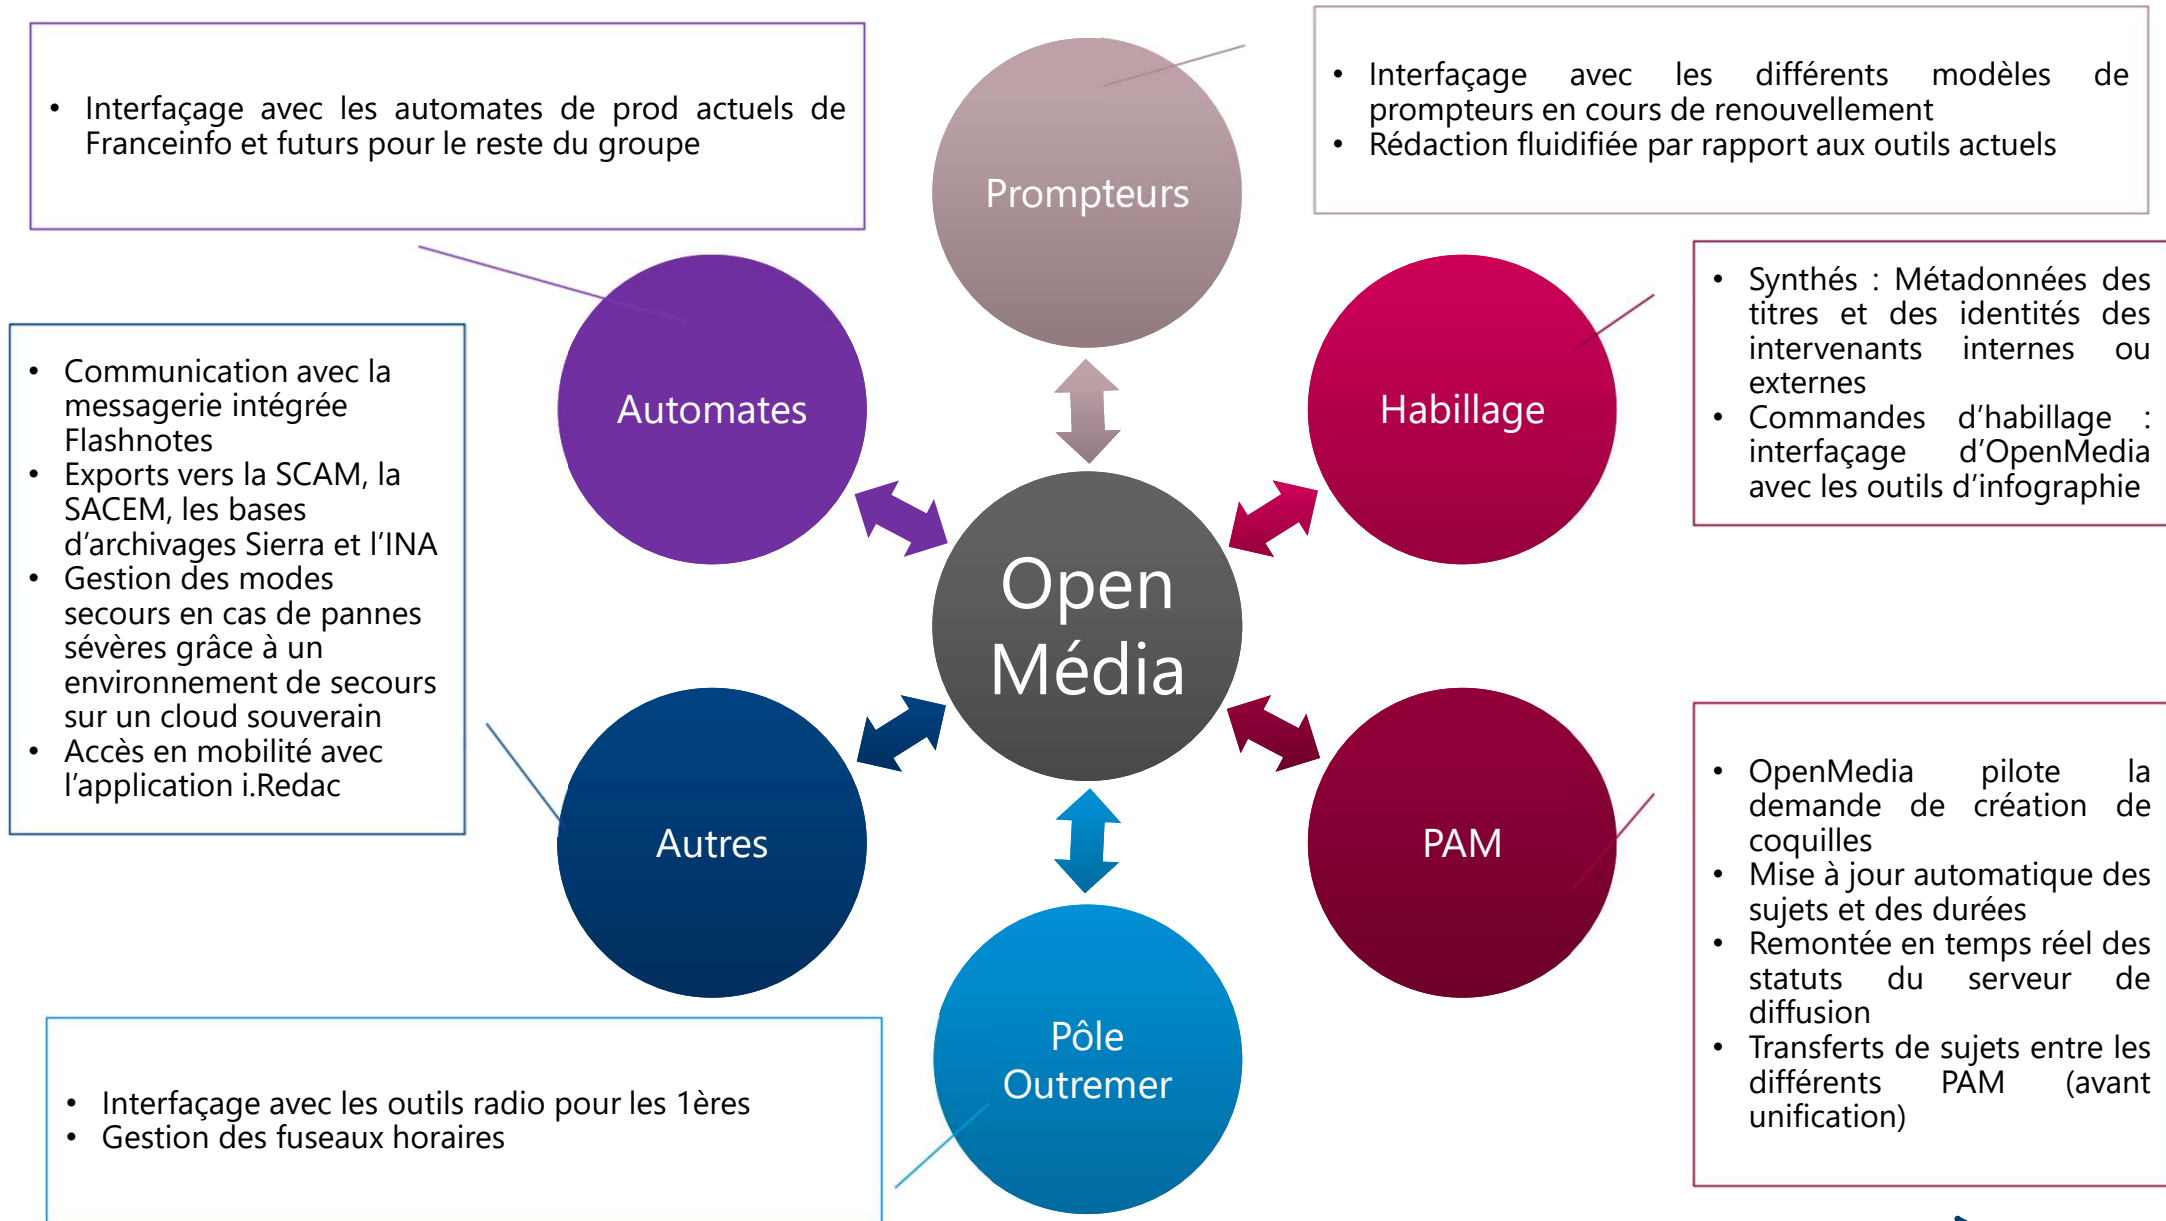 • Interfaçage avec les automates de prod actuels de
Franceinfo et futurs pour le reste du groupe
Prompteurs
• Interfaçage avec les différents modèles de
prompteurs en cours de renouvellement
• Rédaction fluidifiée par rapport aux outils actuels
Automates
Habillage
• Synthés : Métadonnées des
titres et des identités des
intervenants internes ou
externes
• Commandes d’habillage :
interfaçage d’OpenMedia
avec les outils d’infographie
• Communication avec la
messagerie intégrée
Flashnotes
• Exports vers la SCAM, la
SACEM, les bases
d’archivages Sierra et l’INA
• Gestion des modes
secours en cas de pannes
sévères grâce à un
environnement de secours
sur un cloud souverain
• Accès en mobilité avec
l’application i.Redac
Open
Média
Autres
PAM
• OpenMedia pilote la
demande de création de
coquilles
• Mise à jour automatique des
sujets et des durées
• Remontée en temps réel des
statuts du serveur de
diffusion
• Transferts de sujets entre les
différents PAM (avant
unification)
Pôle
Outremer
• Interfaçage avec les outils radio pour les 1ères
• Gestion des fuseaux horaires